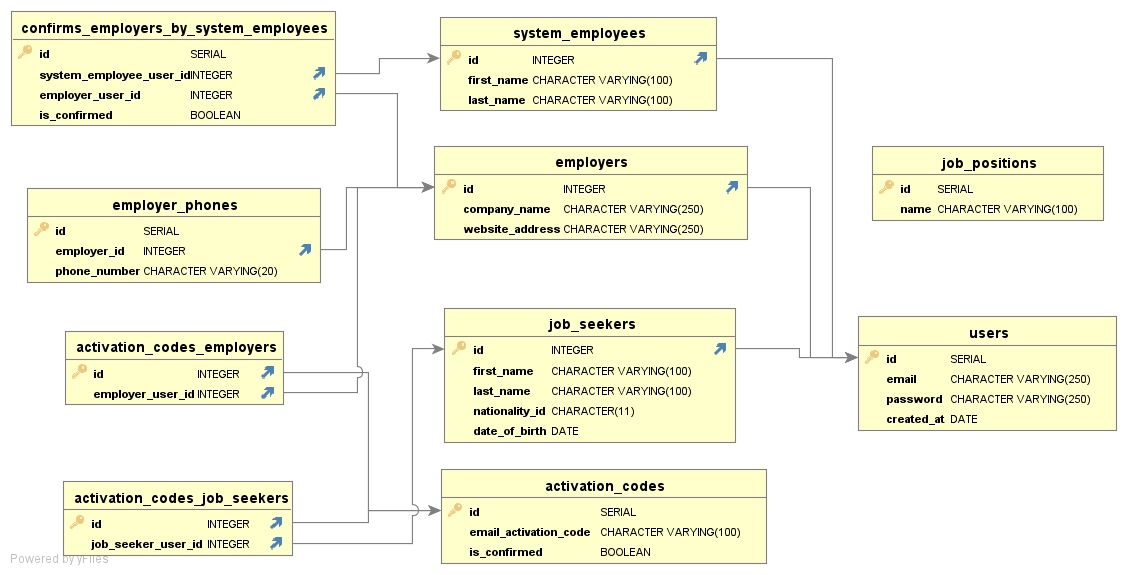 confirms_employers_by_system_employees
id SERIAL
system_employee_user_id INTEGER
employer_user_id INTEGER
is_confirmed BOOLEAN
system_employees
id INTEGER
first_name CHARACTER VARYING(100)
last_name CHARACTER VARYING(100)
employers
id INTEGER
company_name CHARACTER VARYING(250)
website_address CHARACTER VARYING(250)
job_positions
id SERIAL
name CHARACTER VARYING(100)
employer_phones
id SERIAL
employer_id INTEGER
phone_number CHARACTER VARYING(20)
activation_codes_employers
id INTEGER
employer_user_id INTEGER
job_seekers
id INTEGER
first_name CHARACTER VARYING(100)
last_name CHARACTER VARYING(100)
nationality_id CHARACTER(11)
date_of_birth DATE
users
id SERIAL
email CHARACTER VARYING(250)
password CHARACTER VARYING(250)
created_at DATE
activation_codes_job_seekers
id INTEGER
job_seeker_user_id INTEGER
activation_codes
id SERIAL
email_activation_code CHARACTER VARYING(100)
is_confirmed BOOLEAN
Powered by yFiles